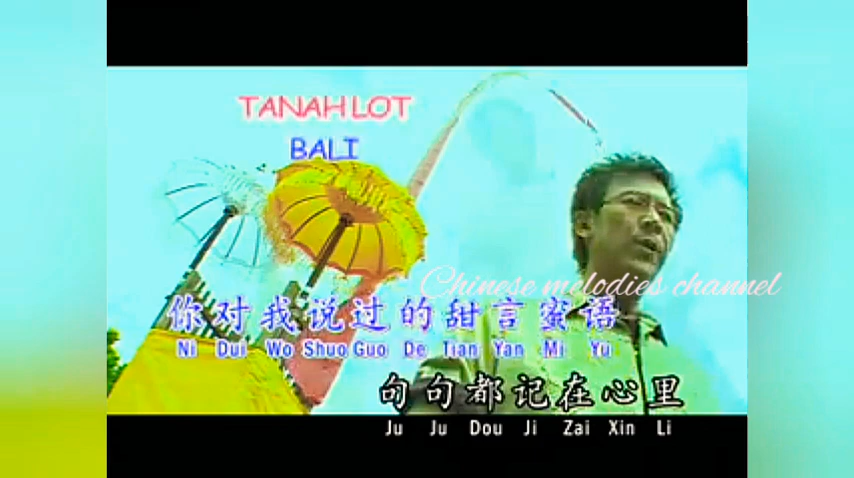 TANAH LOT
BALI
Chinese melodies channel
你对我说过的甜言蜜语
Ni Dui Wo Shuo Guo De Tian Yan Mi Yu
句句都记在心里
Ju Ju Dou Ji Zai Xin Li